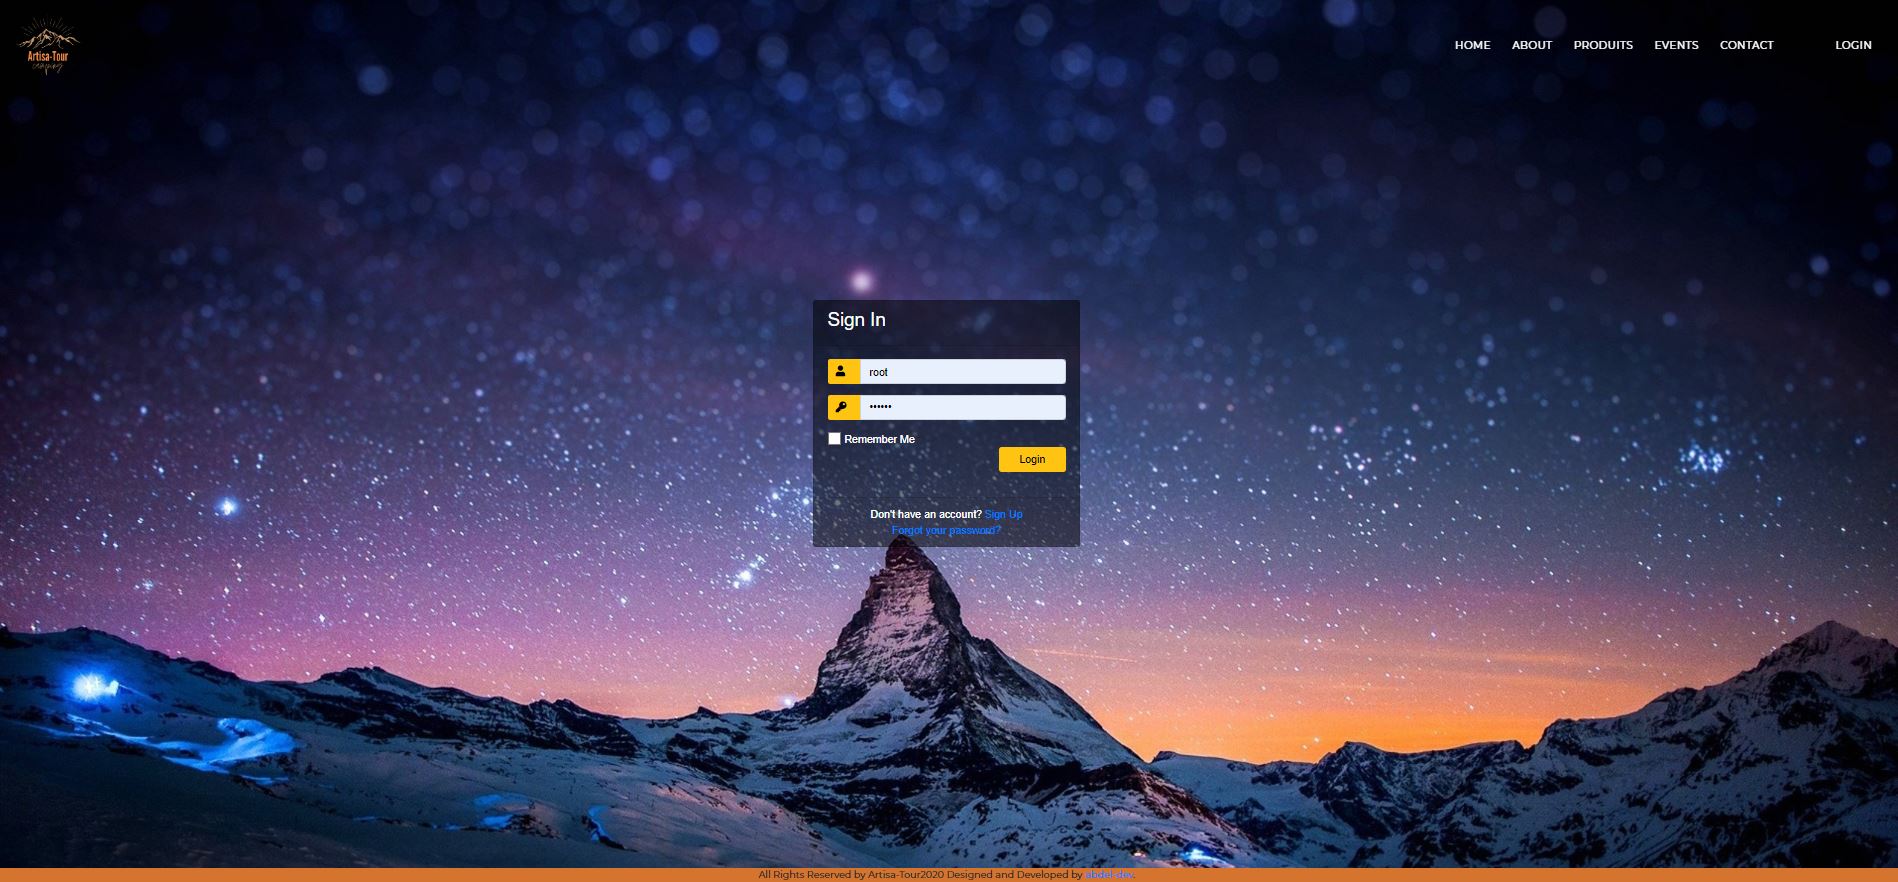 Artisa-Tour
camping
HOME ABOUT PRODUITS EVENTS CONTACT LOGIN
Sign In
root
••••••
Remember Me
Login
Don't have an account? Sign Up
Forgot your password?
All Rights Reserved by Artisa-Tour2020 Designed and Developed by abdel-dev.